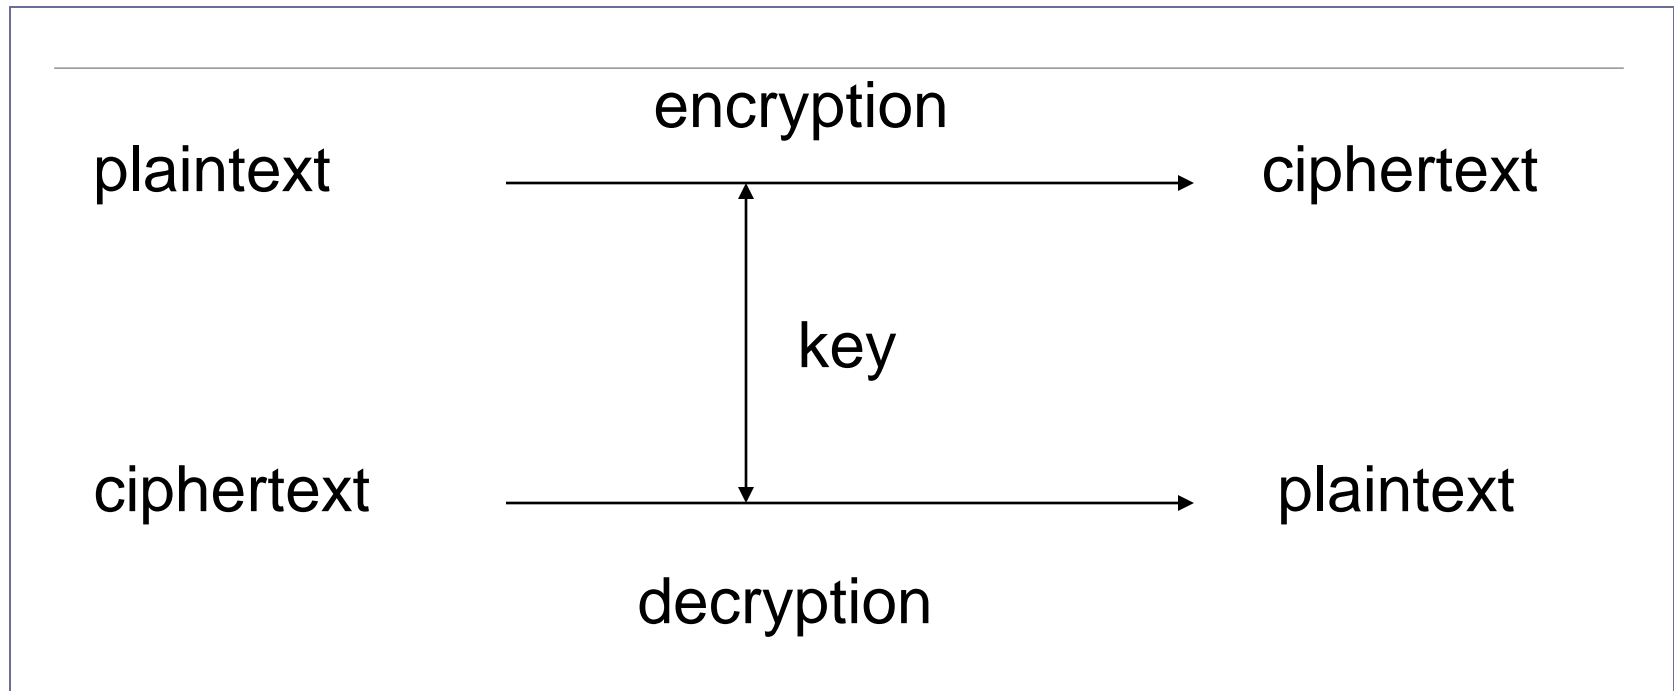 encryption
plaintext ciphertext
key
ciphertext plaintext
decryption